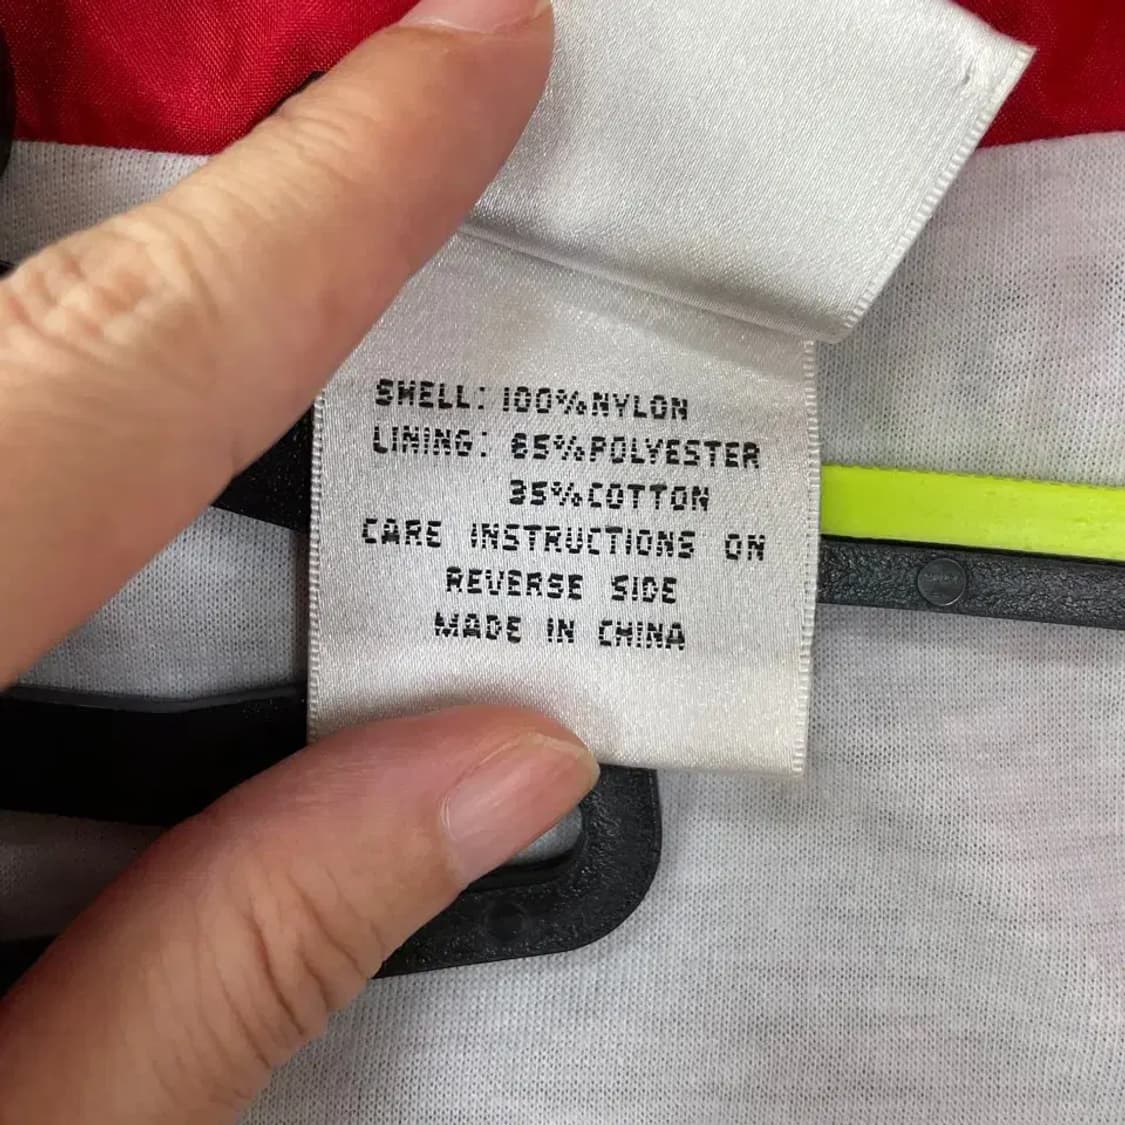 SHELL: 100%NYLON
LINING: 65%POLYESTER
35%COTTON
CARE INSTRUCTIONS ON
REVERSE SIDE
MADE IN CHINA